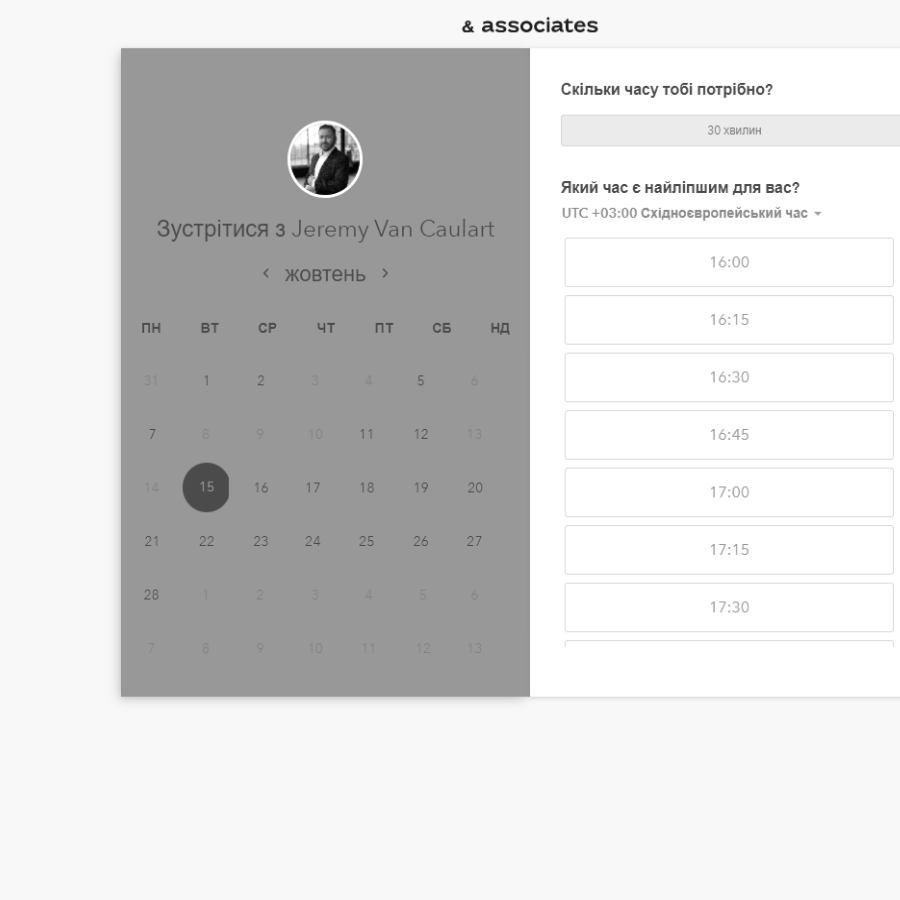 & associates
Зустрітися з Jeremy Van Caulart
жовтень
ПН ВТ СР ЧТ ПТ СБ НД
31 1 2 3 4 5 6
7 8 9 10 11 12 13
14 15 16 17 18 19 20
21 22 23 24 25 26 27
28 1 2 3 4 5 6
7 8 9 10 11 12 13
Скільки часу тобі потрібно?
30 хвилин
Який час є найліпшим для вас?
UTC +03:00 Східноєвропейський час
16:00
16:15
16:30
16:45
17:00
17:15
17:30